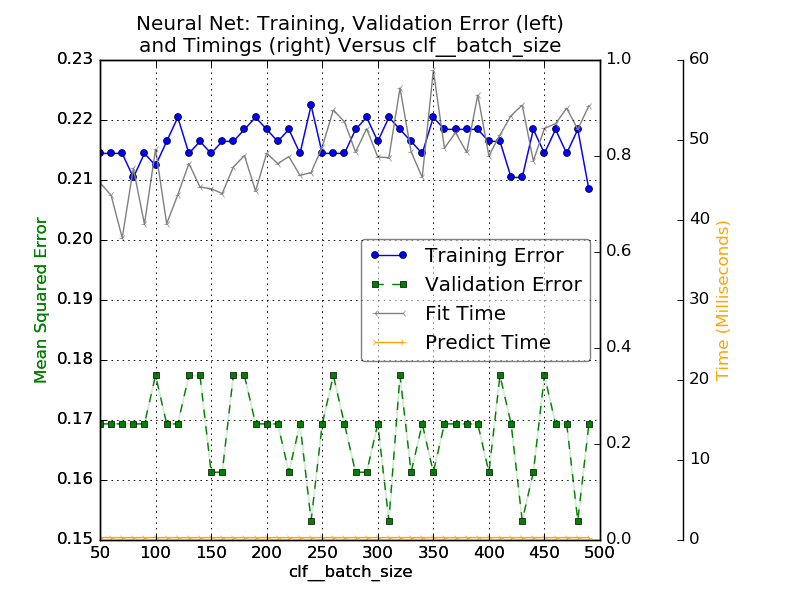 Neural Net: Training, Validation Error (left)
and Timings (right) Versus clf__batch_size
Mean Squared Error
0.23
0.22
0.21
0.20
0.19
0.18
0.17
0.16
0.15
1.0
0.8
0.6
0.4
0.2
0.0
60
50
40
30
20
10
0
Time (Milliseconds)
Training Error
Validation Error
Fit Time
Predict Time
50 100 150 200 250 300 350 400 450 500
clf__batch_size